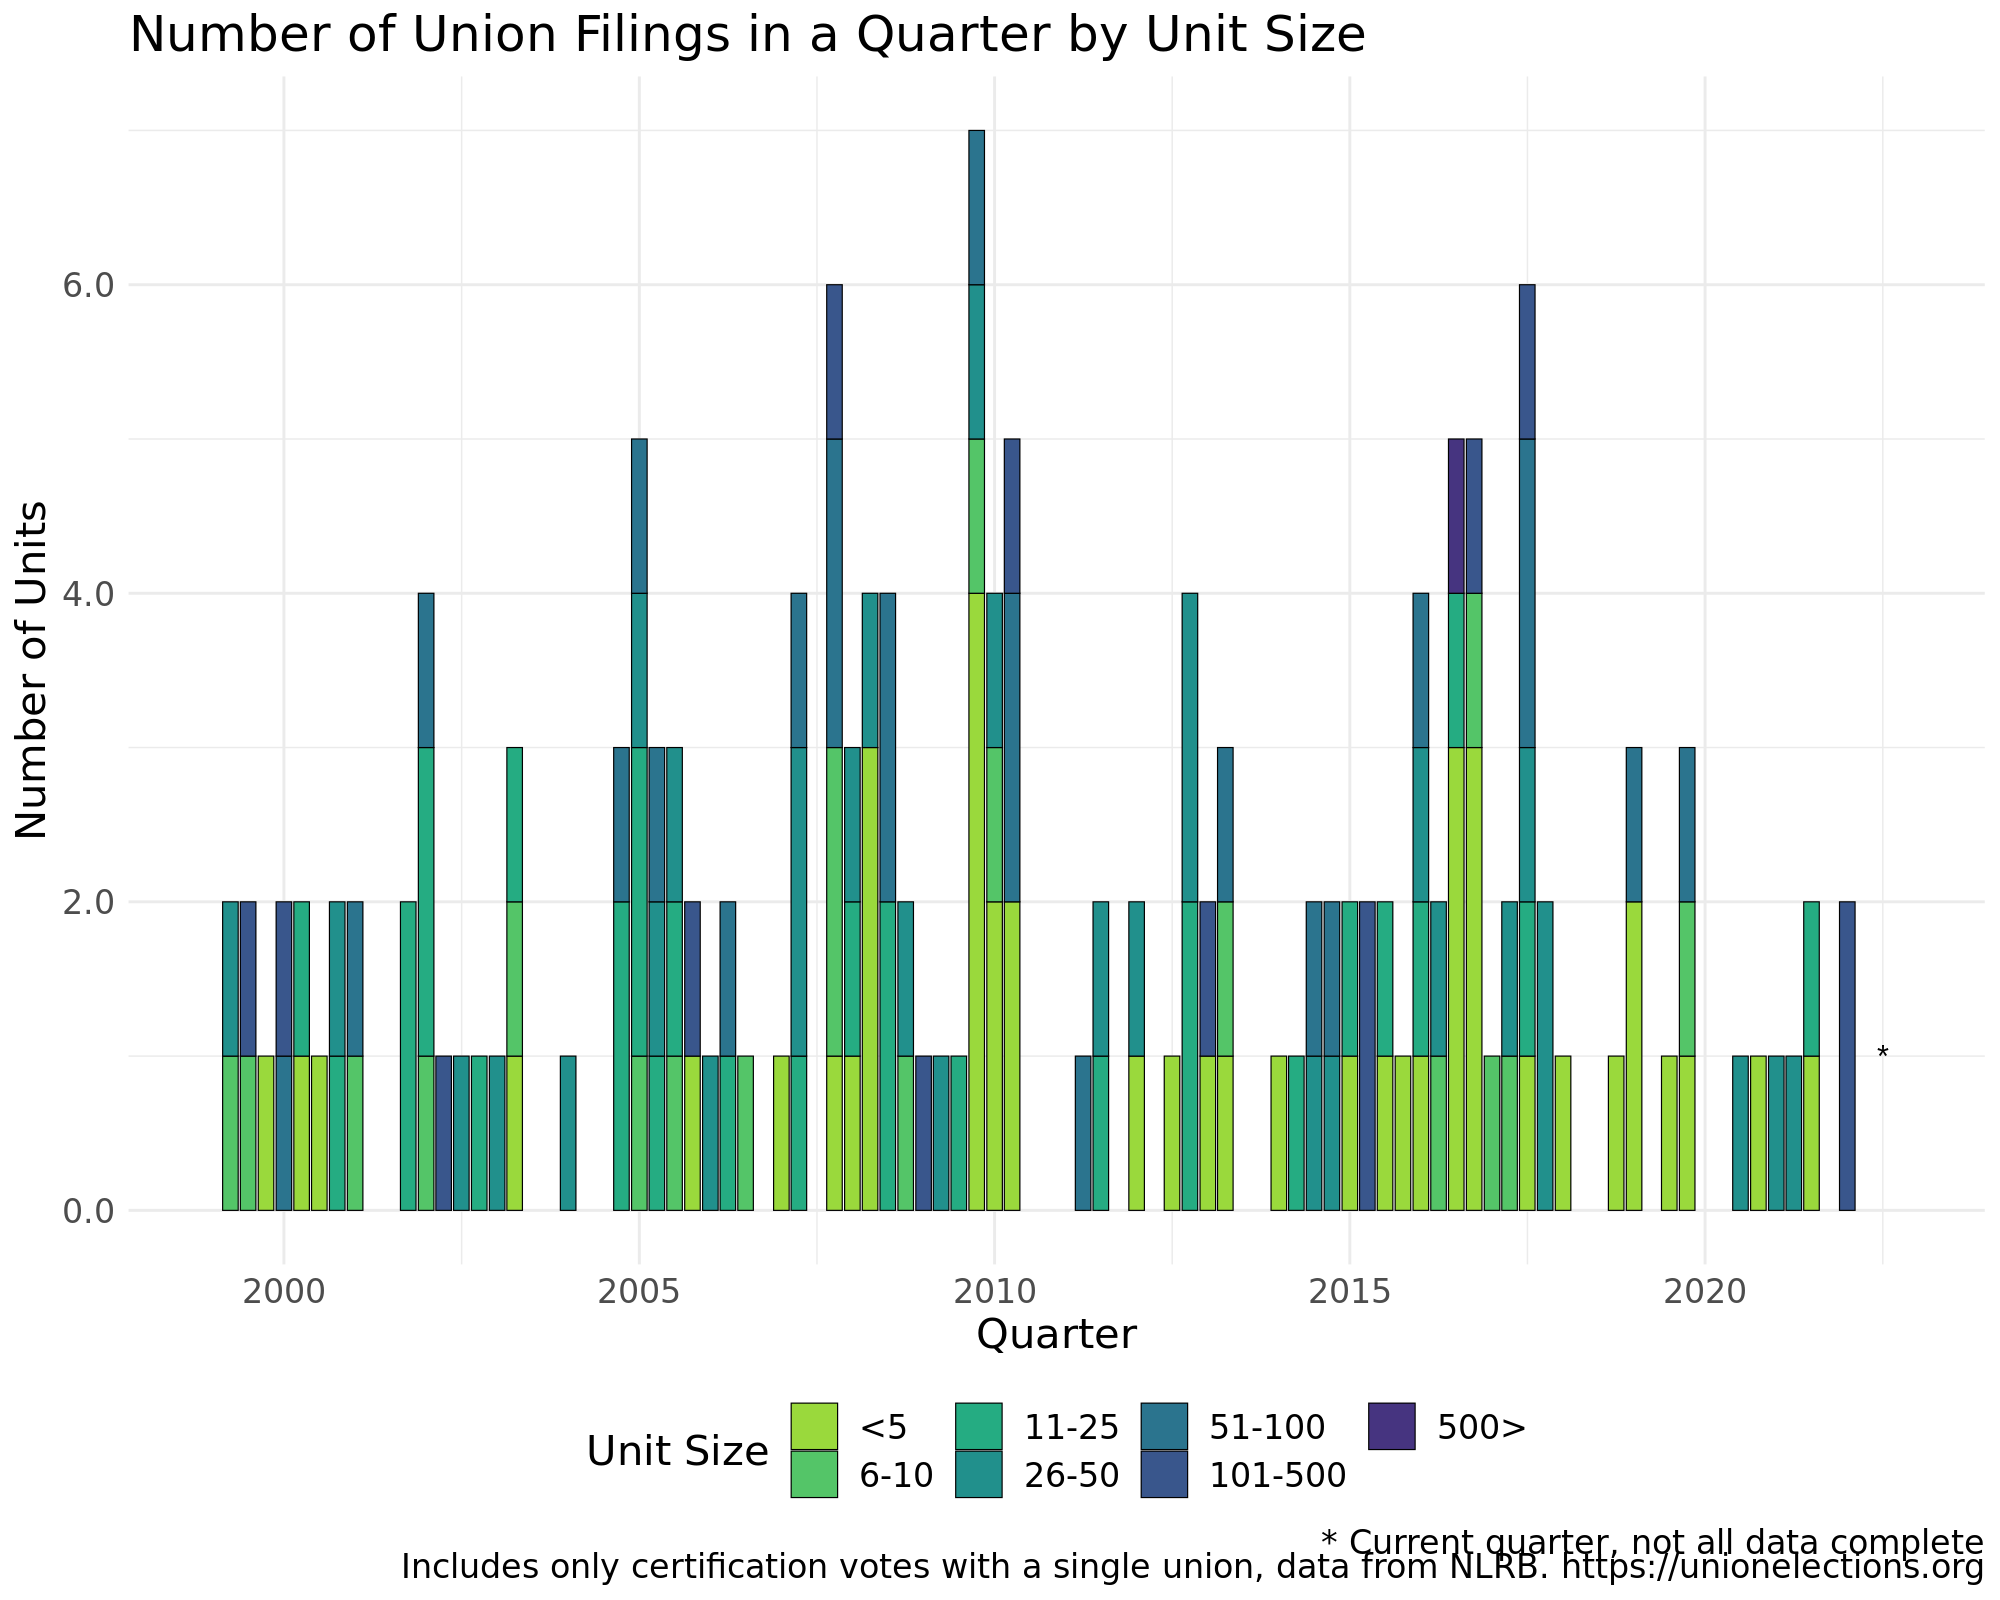 Number of Union Filings in a Quarter by Unit Size
Number of Units
6.0
4.0
2.0
0.0
*
2000 2005 2010 2015 2020
Quarter
Unit Size
<5 11-25 51-100 500>
6-10 26-50 101-500
* Current quarter, not all data complete
Includes only certification votes with a single union, data from NLRB. https://unionelections.org